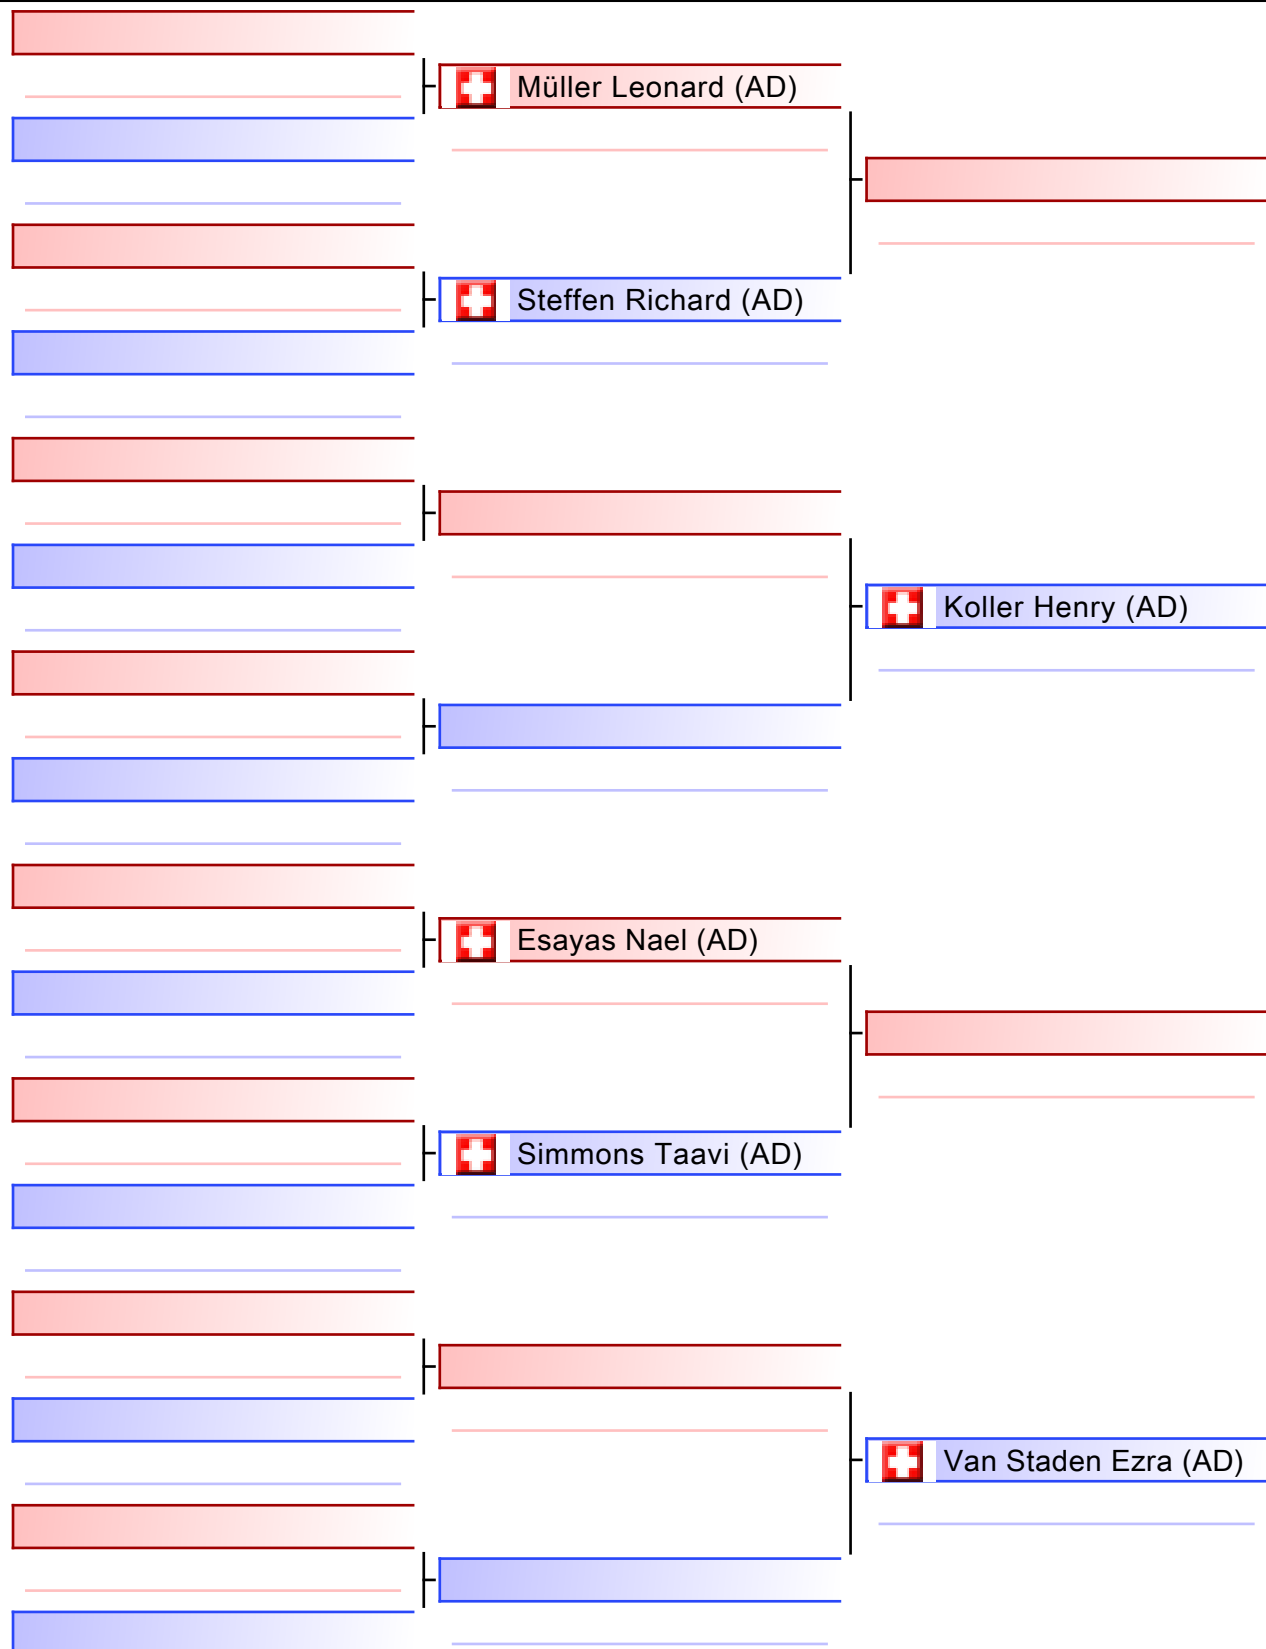 Müller Leonard (AD)
Steffen Richard (AD)
Koller Henry (AD)
Esayas Nael (AD)
Simmons Taavi (AD)
Van Staden Ezra (AD)